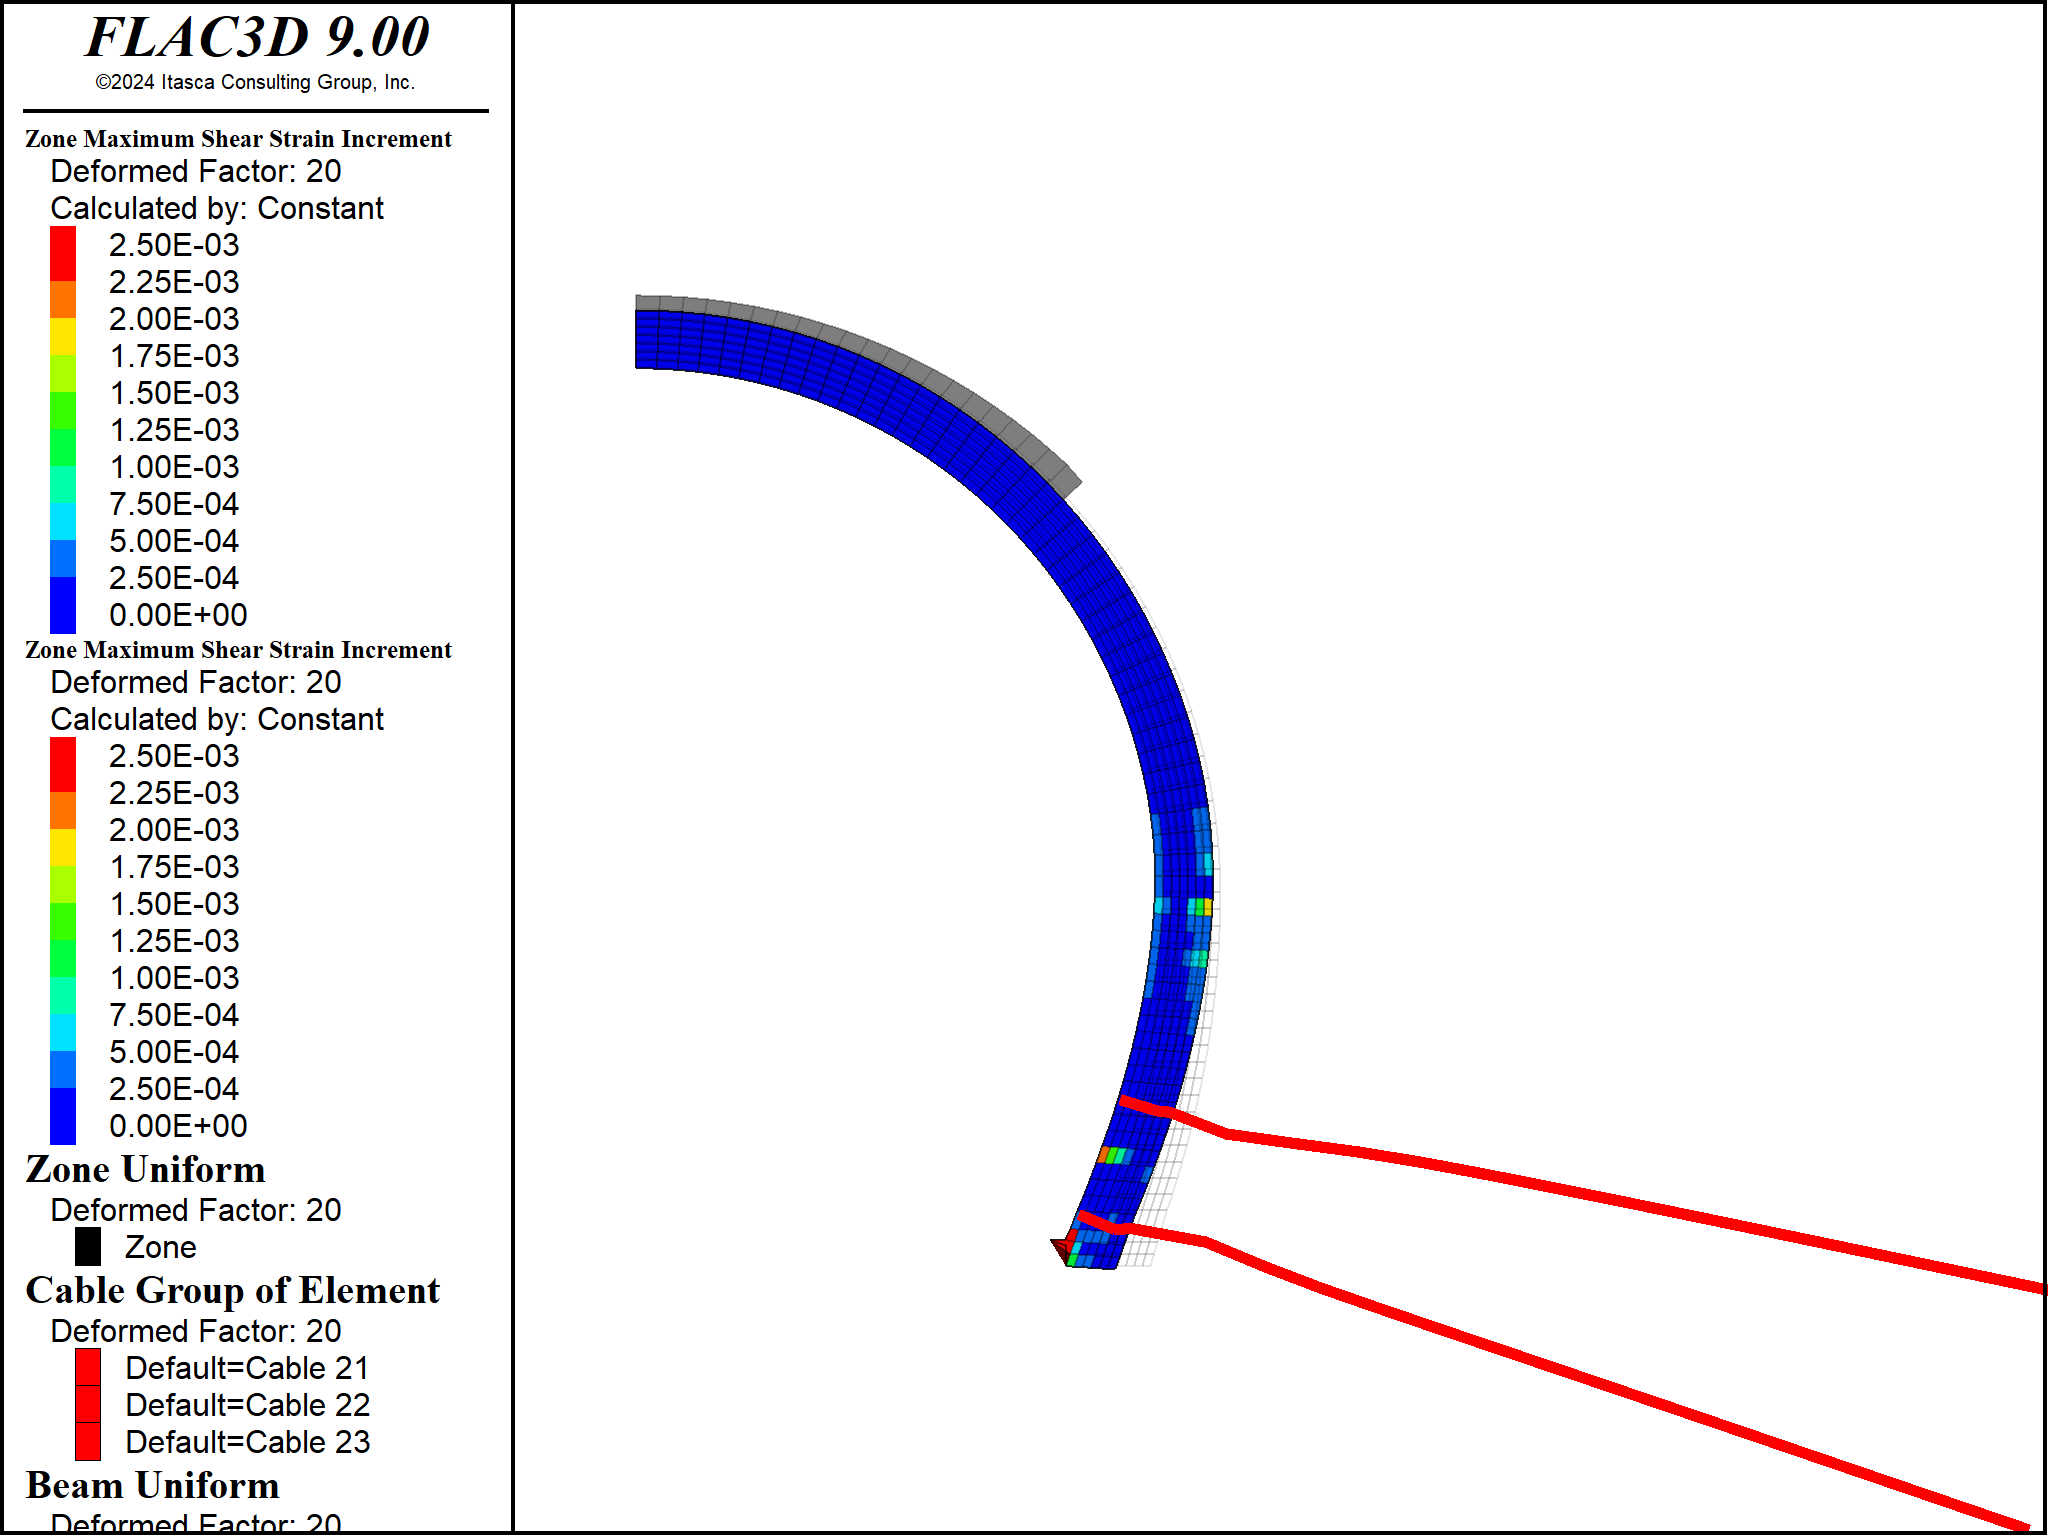 FLAC3D 9.00
©2024 Itasca Consulting Group, Inc.
Zone Maximum Shear Strain Increment
Deformed Factor: 20
Calculated by: Constant
2.50E-03
2.25E-03
2.00E-03
1.75E-03
1.50E-03
1.25E-03
1.00E-03
7.50E-04
5.00E-04
2.50E-04
0.00E+00
Zone Maximum Shear Strain Increment
Deformed Factor: 20
Calculated by: Constant
2.50E-03
2.25E-03
2.00E-03
1.75E-03
1.50E-03
1.25E-03
1.00E-03
7.50E-04
5.00E-04
2.50E-04
0.00E+00
Zone Uniform
Deformed Factor: 20
Zone
Cable Group of Element
Deformed Factor: 20
Default=Cable 21
Default=Cable 22
Default=Cable 23
Beam Uniform
Deformed Factor: 20